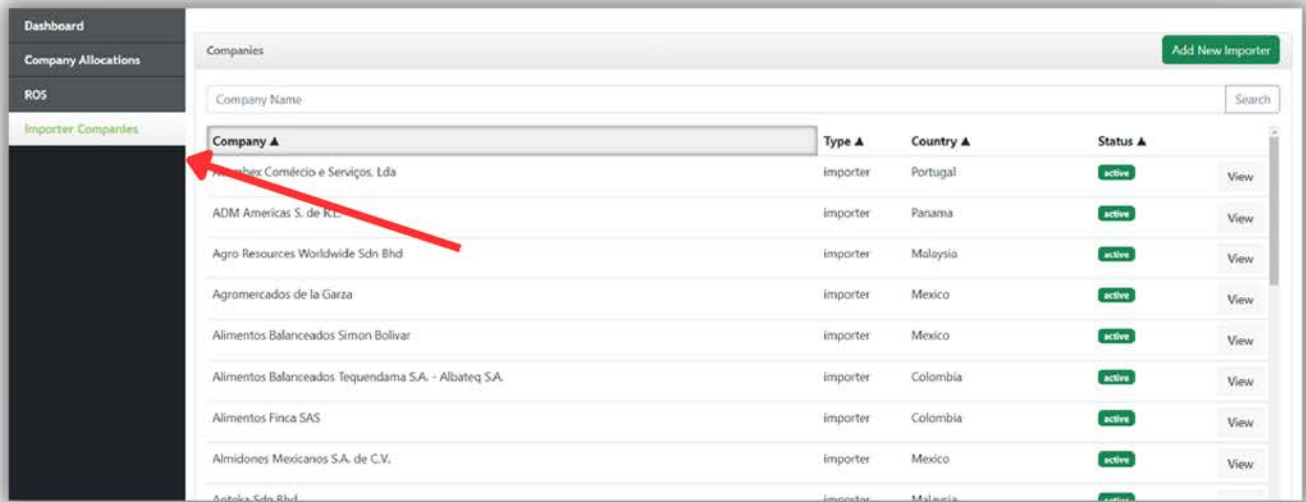 Dashboard
Company Allocations
ROS
Importer Companies
Companies
Add New Importer
Company Name
Search
Company ▲ Type ▲ Country ▲ Status ▲
Comércio e Serviços, Lda importer Portugal active View
ADM Americas S. de R.L. importer Panama active View
Agro Resources Worldwide Sdn Bhd importer Malaysia active View
Agromercados de la Garza importer Mexico active View
Alimentos Balanceados Simon Bolivar importer Mexico active View
Alimentos Balanceados Tequendama S.A. - Albateq S.A. importer Colombia active View
Alimentos Finca SAS importer Colombia active View
Almidones Mexicanos S.A. de C.V. importer Mexico active View
Sdn Bhd importer Malaysia active